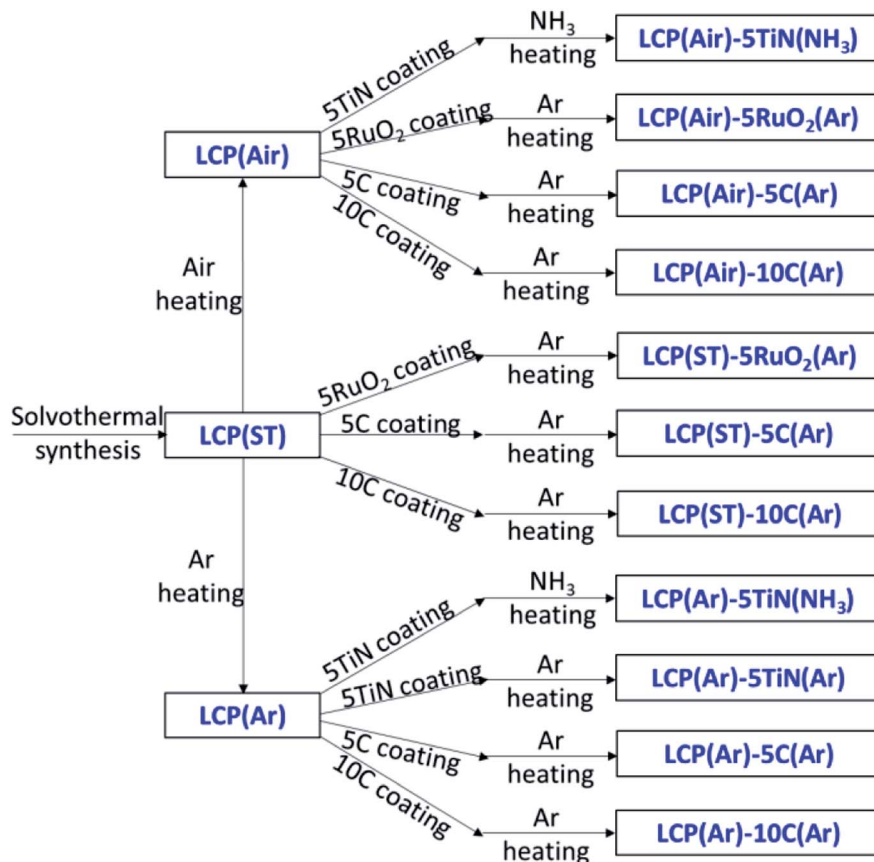 NH₃
heating
5TiN coating
LCP(Air)-5TiN(NH₃)
Ar
heating
5RuO₂ coating
LCP(Air)-5RuO₂(Ar)
LCP(Air)
5C coating
Ar
heating
LCP(Air)-5C(Ar)
10C coating
Ar
heating
LCP(Air)-10C(Ar)
Air
heating
5RuO₂ coating
Ar
heating
LCP(ST)-5RuO₂(Ar)
Solvothermal
synthesis
LCP(ST)
5C coating
Ar
heating
LCP(ST)-5C(Ar)
10C coating
Ar
heating
LCP(ST)-10C(Ar)
Ar
heating
5TiN coating
NH₃
heating
LCP(Ar)-5TiN(NH₃)
5TiN coating
Ar
heating
LCP(Ar)-5TiN(Ar)
LCP(Ar)
5C coating
Ar
heating
LCP(Ar)-5C(Ar)
10C coating
Ar
heating
LCP(Ar)-10C(Ar)